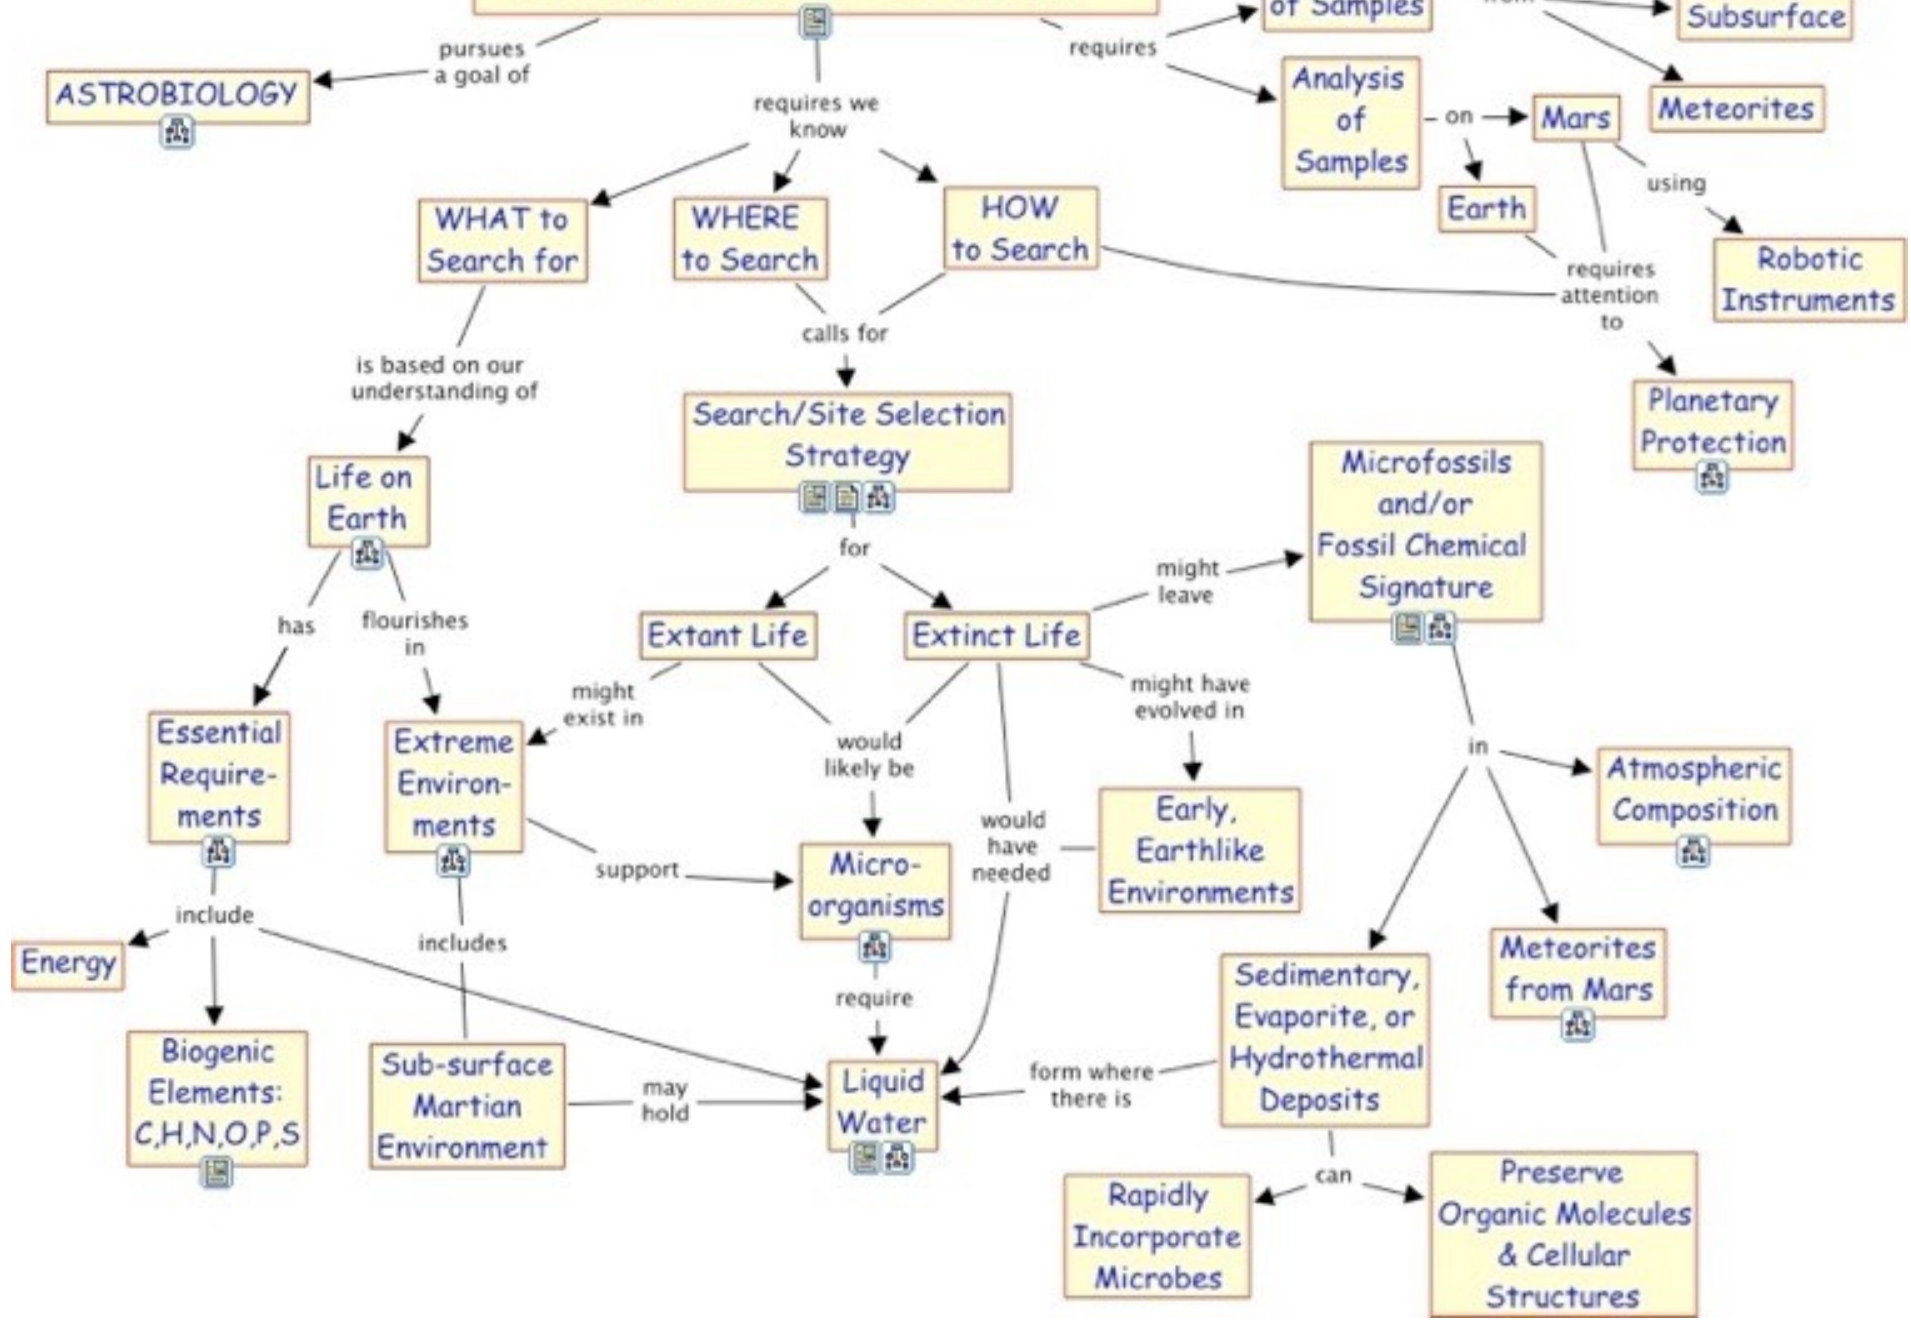 of Samples
Subsurface
pursues
a goal of
requires
ASTROBIOLOGY
requires we
know
Analysis
of
Samples
on
Mars
Meteorites
Earth
using
Robotic
Instruments
WHAT to
Search for
WHERE
to Search
HOW
to Search
requires
attention
to
calls for
is based on our
understanding of
Planetary
Protection
Search/Site Selection
Strategy
Life on
Earth
Microfossils
and/or
Fossil Chemical
Signature
for
might
leave
has
flourishes
in
Extant Life
Extinct Life
might
exist in
might have
evolved in
would
likely be
in
Essential
Require-
ments
Extreme
Environ-
ments
Atmospheric
Composition
would
have
needed
Early,
Earthlike
Environments
support
Micro-
organisms
include
includes
Energy
require
Meteorites
from Mars
Sedimentary,
Evaporite, or
Hydrothermal
Deposits
Biogenic
Elements:
C,H,N,O,P,S
Sub-surface
Martian
Environment
may
hold
Liquid
Water
form where
there is
can
Rapidly
Incorporate
Microbes
Preserve
Organic Molecules
& Cellular
Structures